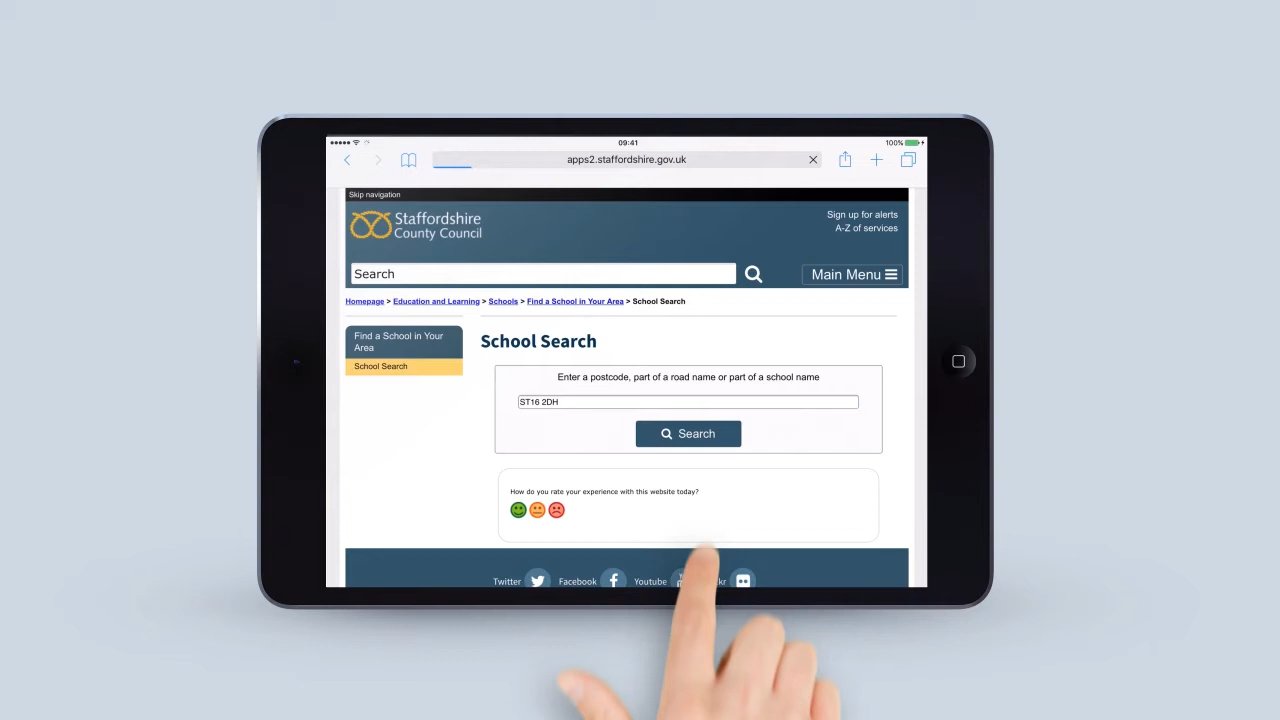 09:41
100%
apps2.staffordshire.gov.uk
Skip navigation
Staffordshire
County Council
Sign up for alerts
A-Z of services
Search
Main Menu
Homepage > Education and Learning > Schools > Find a School in Your Area > School Search
Find a School in Your
Area
School Search
School Search
Enter a postcode, part of a road name or part of a school name
ST16 2DH
Search
How do you rate your experience with this website today?
Twitter
Facebook
Youtube